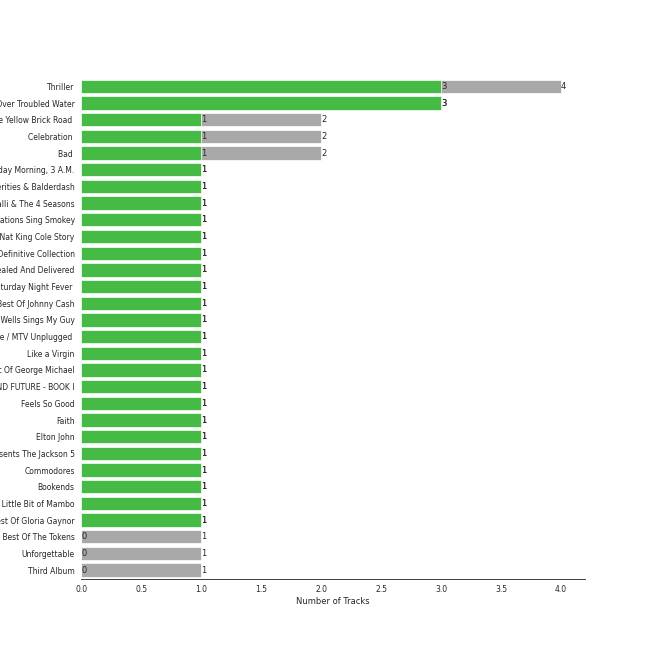 Thriller 3 4
Over Troubled Water 3
e Yellow Brick Road 1 2
Celebration 1 2
Bad 1 2
day Morning, 3 A.M. 1
erities & Balderdash 1
alli & The 4 Seasons 1
ations Sing Smokey 1
Nat King Cole Story 1
Definitive Collection 1
ealed And Delivered 1
turday Night Fever 1
Best Of Johnny Cash 1
Wells Sings My Guy 1
e / MTV Unplugged 1
Like a Virgin 1
t Of George Michael 1
ND FUTURE - BOOK I 1
Feels So Good 1
Faith 1
Elton John 1
sents The Jackson 5 1
Commodores 1
Bookends 1
Little Bit of Mambo 1
est Of Gloria Gaynor 1
Best Of The Tokens 0 1
Unforgettable 0 1
Third Album 0 1
0.0 0.5 1.0 1.5 2.0 2.5 3.0 3.5 4.0
Number of Tracks